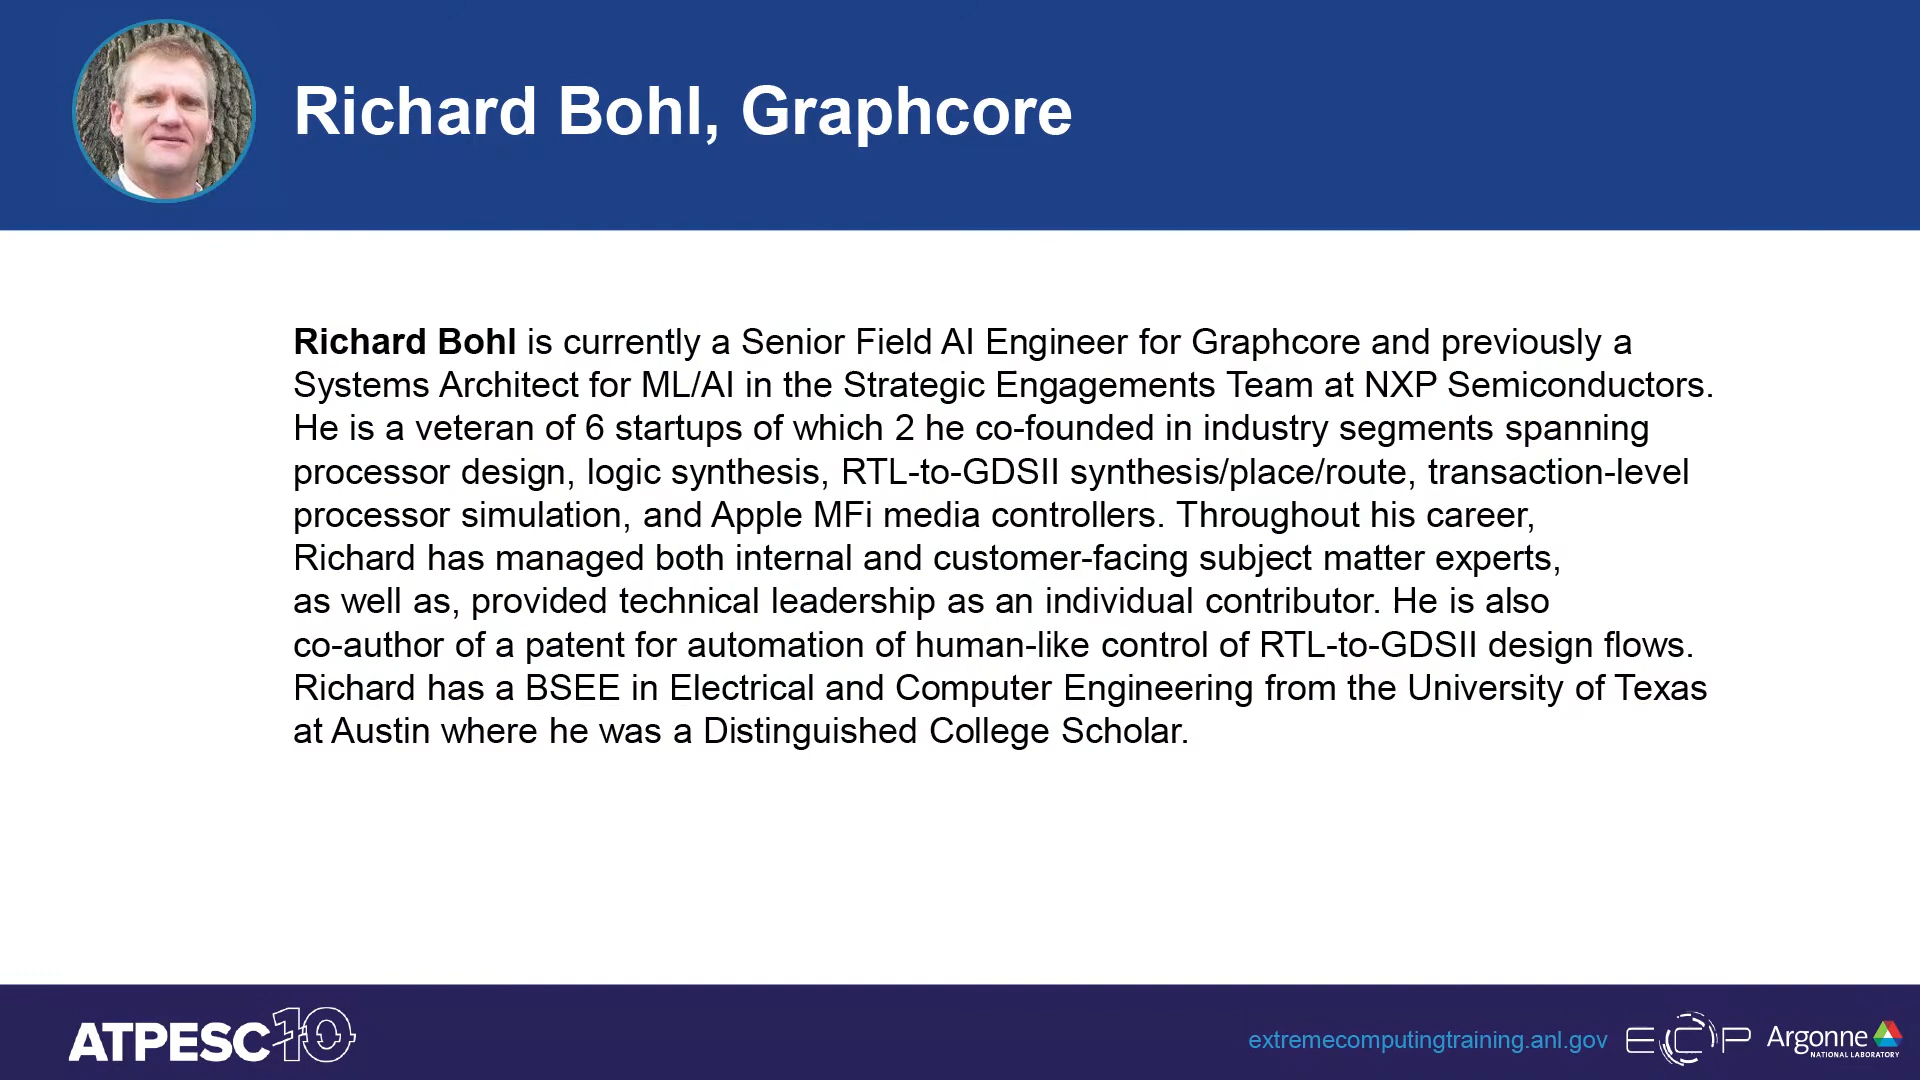 Richard Bohl, Graphcore
Richard Bohl is currently a Senior Field AI Engineer for Graphcore and previously a
Systems Architect for ML/AI in the Strategic Engagements Team at NXP Semiconductors.
He is a veteran of 6 startups of which 2 he co-founded in industry segments spanning
processor design, logic synthesis, RTL-to-GDSII synthesis/place/route, transaction-level
processor simulation, and Apple MFi media controllers. Throughout his career,
Richard has managed both internal and customer-facing subject matter experts,
as well as, provided technical leadership as an individual contributor. He is also
co-author of a patent for automation of human-like control of RTL-to-GDSII design flows.
Richard has a BSEE in Electrical and Computer Engineering from the University of Texas
at Austin where he was a Distinguished College Scholar.
ATPESC10
extremecomputingtraining.anl.gov
ECP
Argonne
NATIONAL LABORATORY